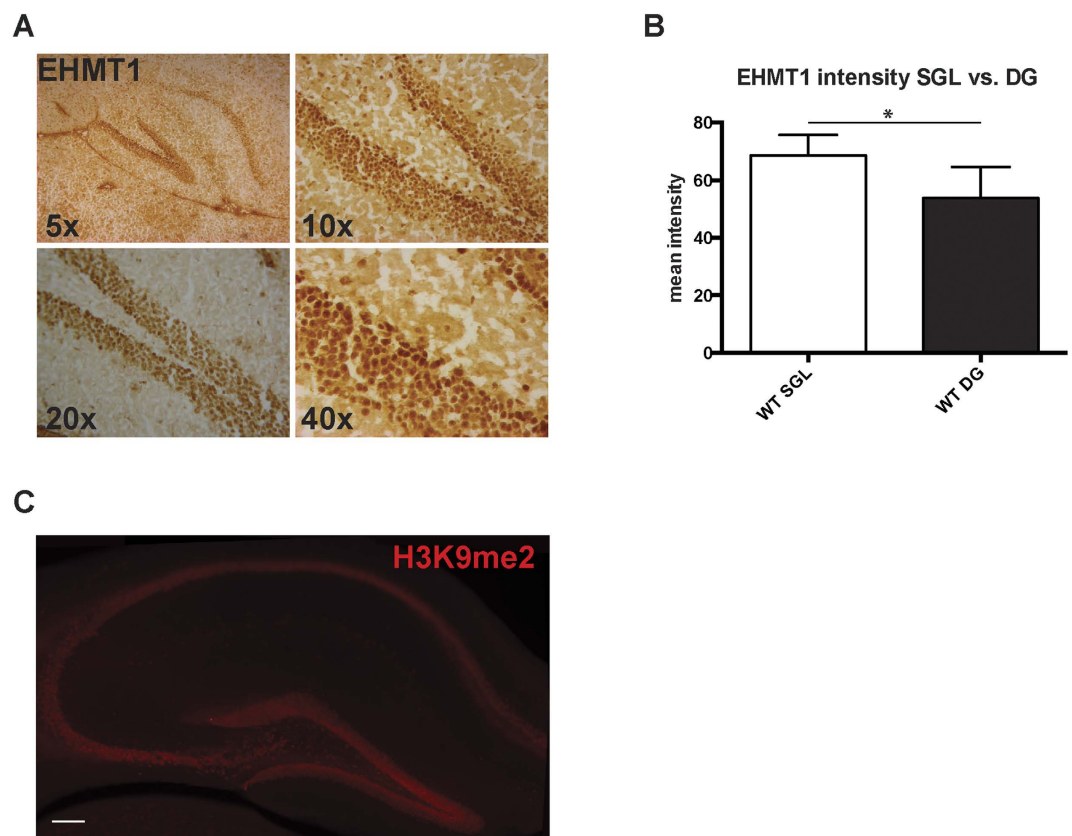 A
EHMT1
5x
10x
20x
40x
B
EHMT1 intensity SGL vs. DG
*
mean intensity
80
60
40
20
0
WT SGL
WT DG
C
H3K9me2